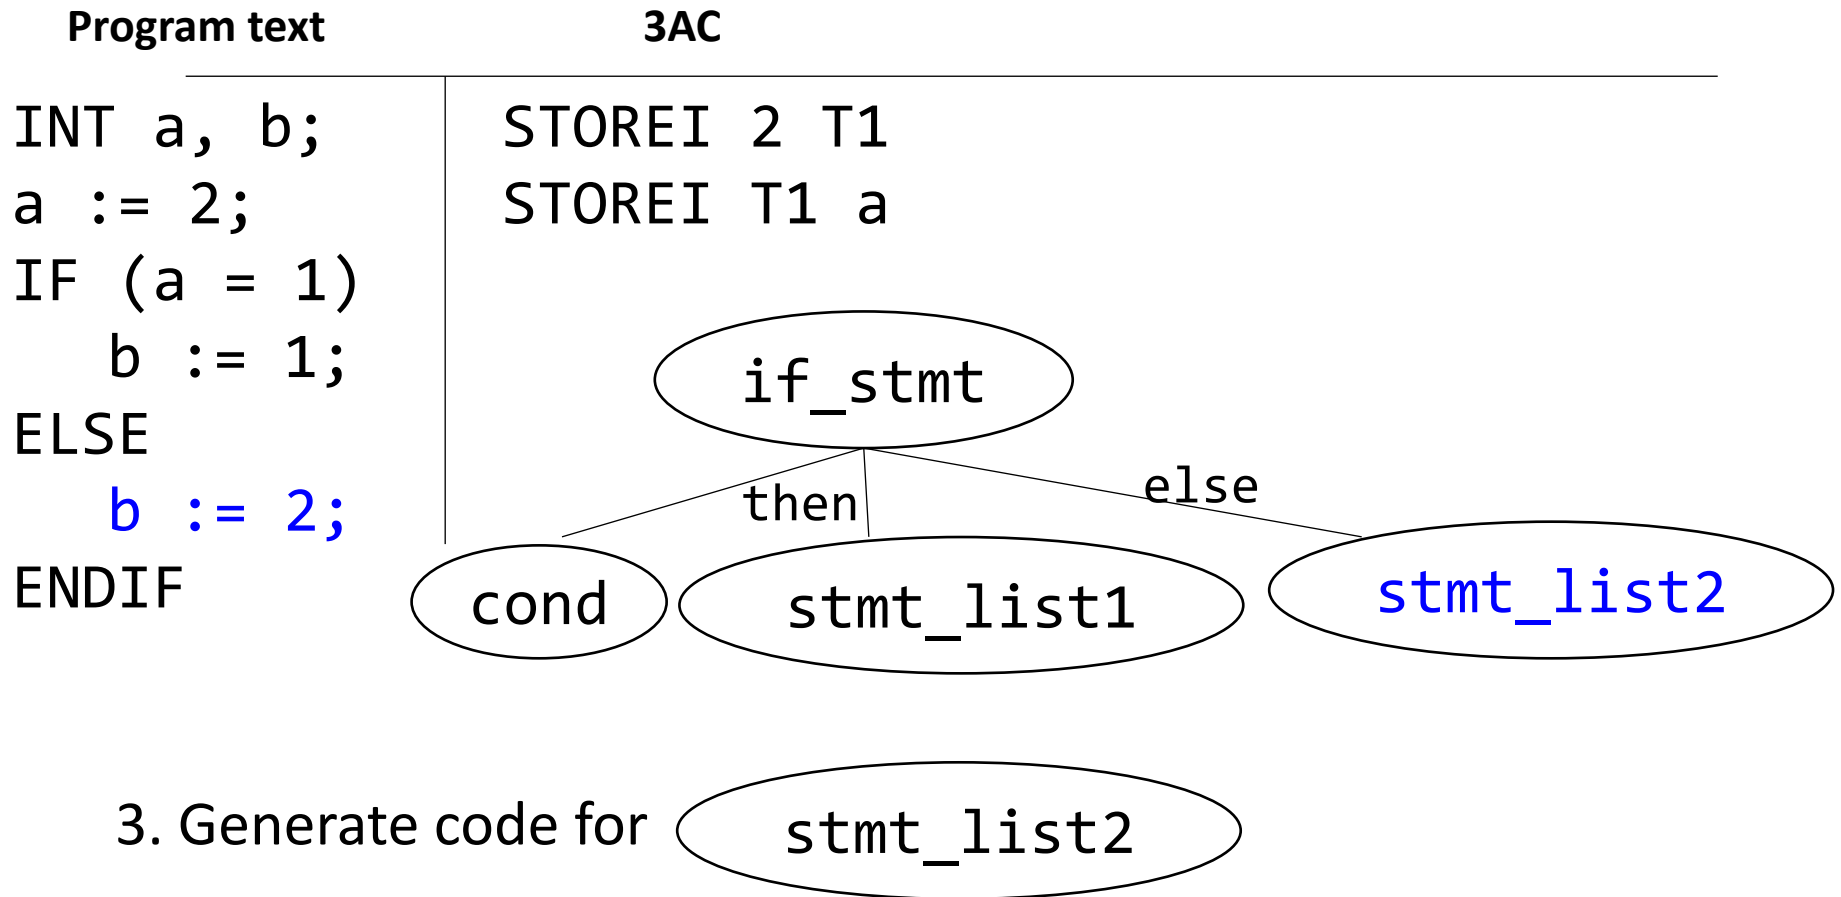 Program text
3AC
INT a, b;
a := 2;
IF (a = 1)
b := 1;
ELSE
b := 2;
ENDIF
STOREI 2 T1
STOREI T1 a
if_stmt
then
else
cond
stmt_list1
stmt_list2
3. Generate code for
stmt_list2